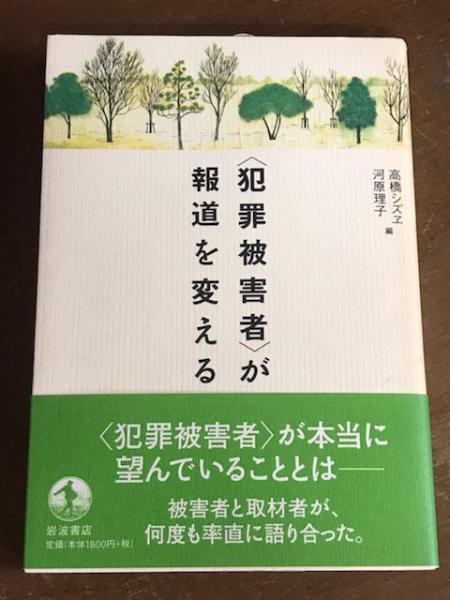 〈犯罪被害者〉が
報道を変える
高橋シズヱ
河原理子
編
〈犯罪被害者〉が本当に
望んでいることとは――
被害者と取材者が、
何度も率直に語り合った。
岩波書店
定価(本体1800円+税)